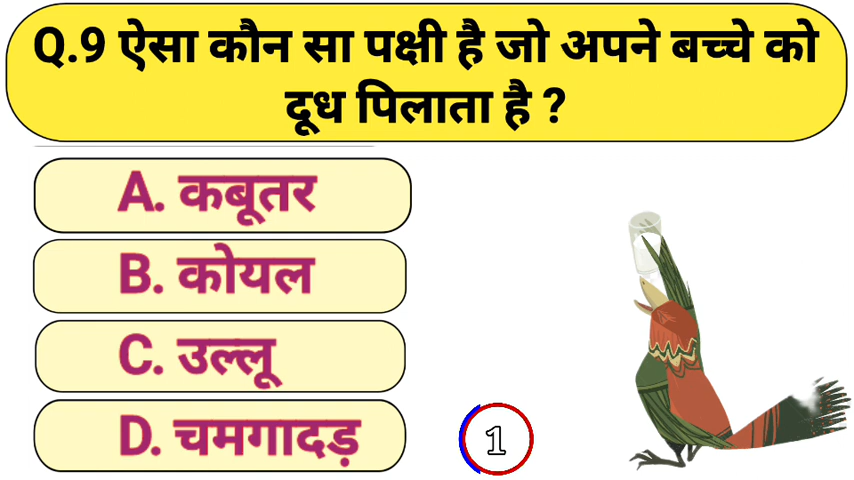 Q.9 ऐसा कौन सा पक्षी है जो अपने बच्चे को
दूध पिलाता है ?
A. कबूतर
B. कोयल
C. उल्लू
D. चमगादड़
1